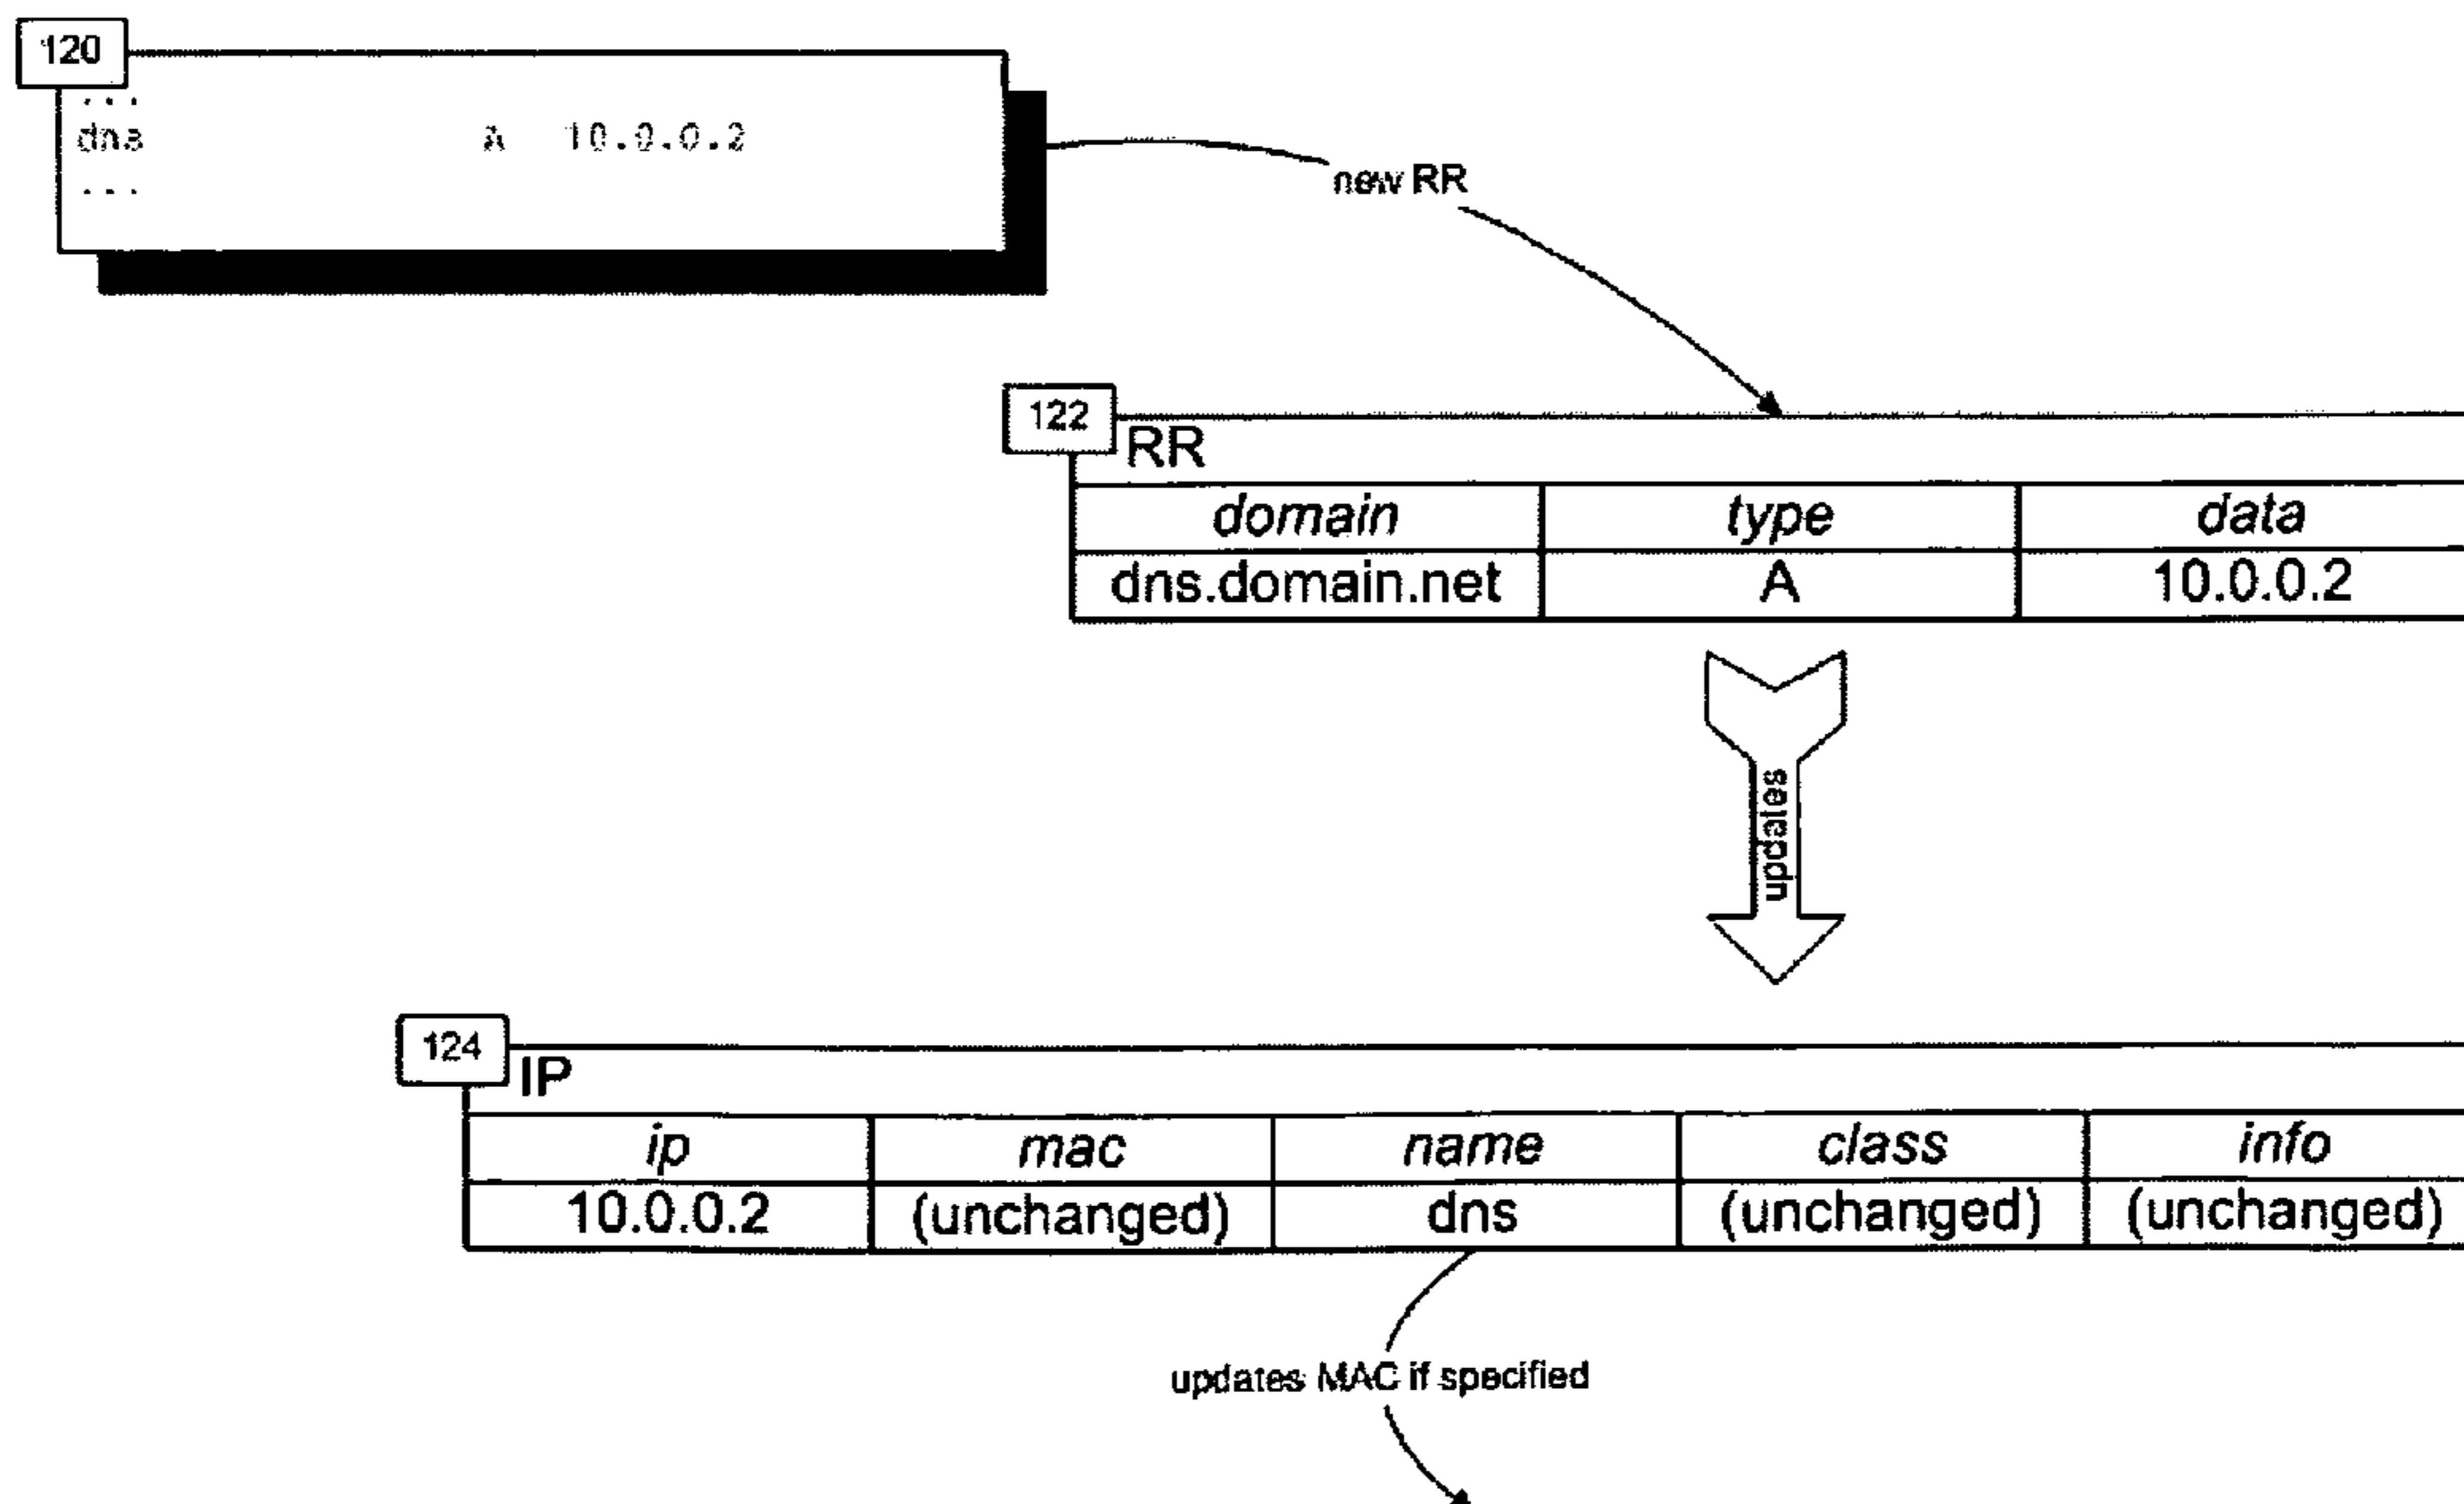 120
...
dns A 10.0.0.2
...
new RR
122
RR
domain type data
dns.domain.net A 10.0.0.2
updates
124
IP
ip mac name class info
10.0.0.2 (unchanged) dns (unchanged) (unchanged)
updates MAC if specified